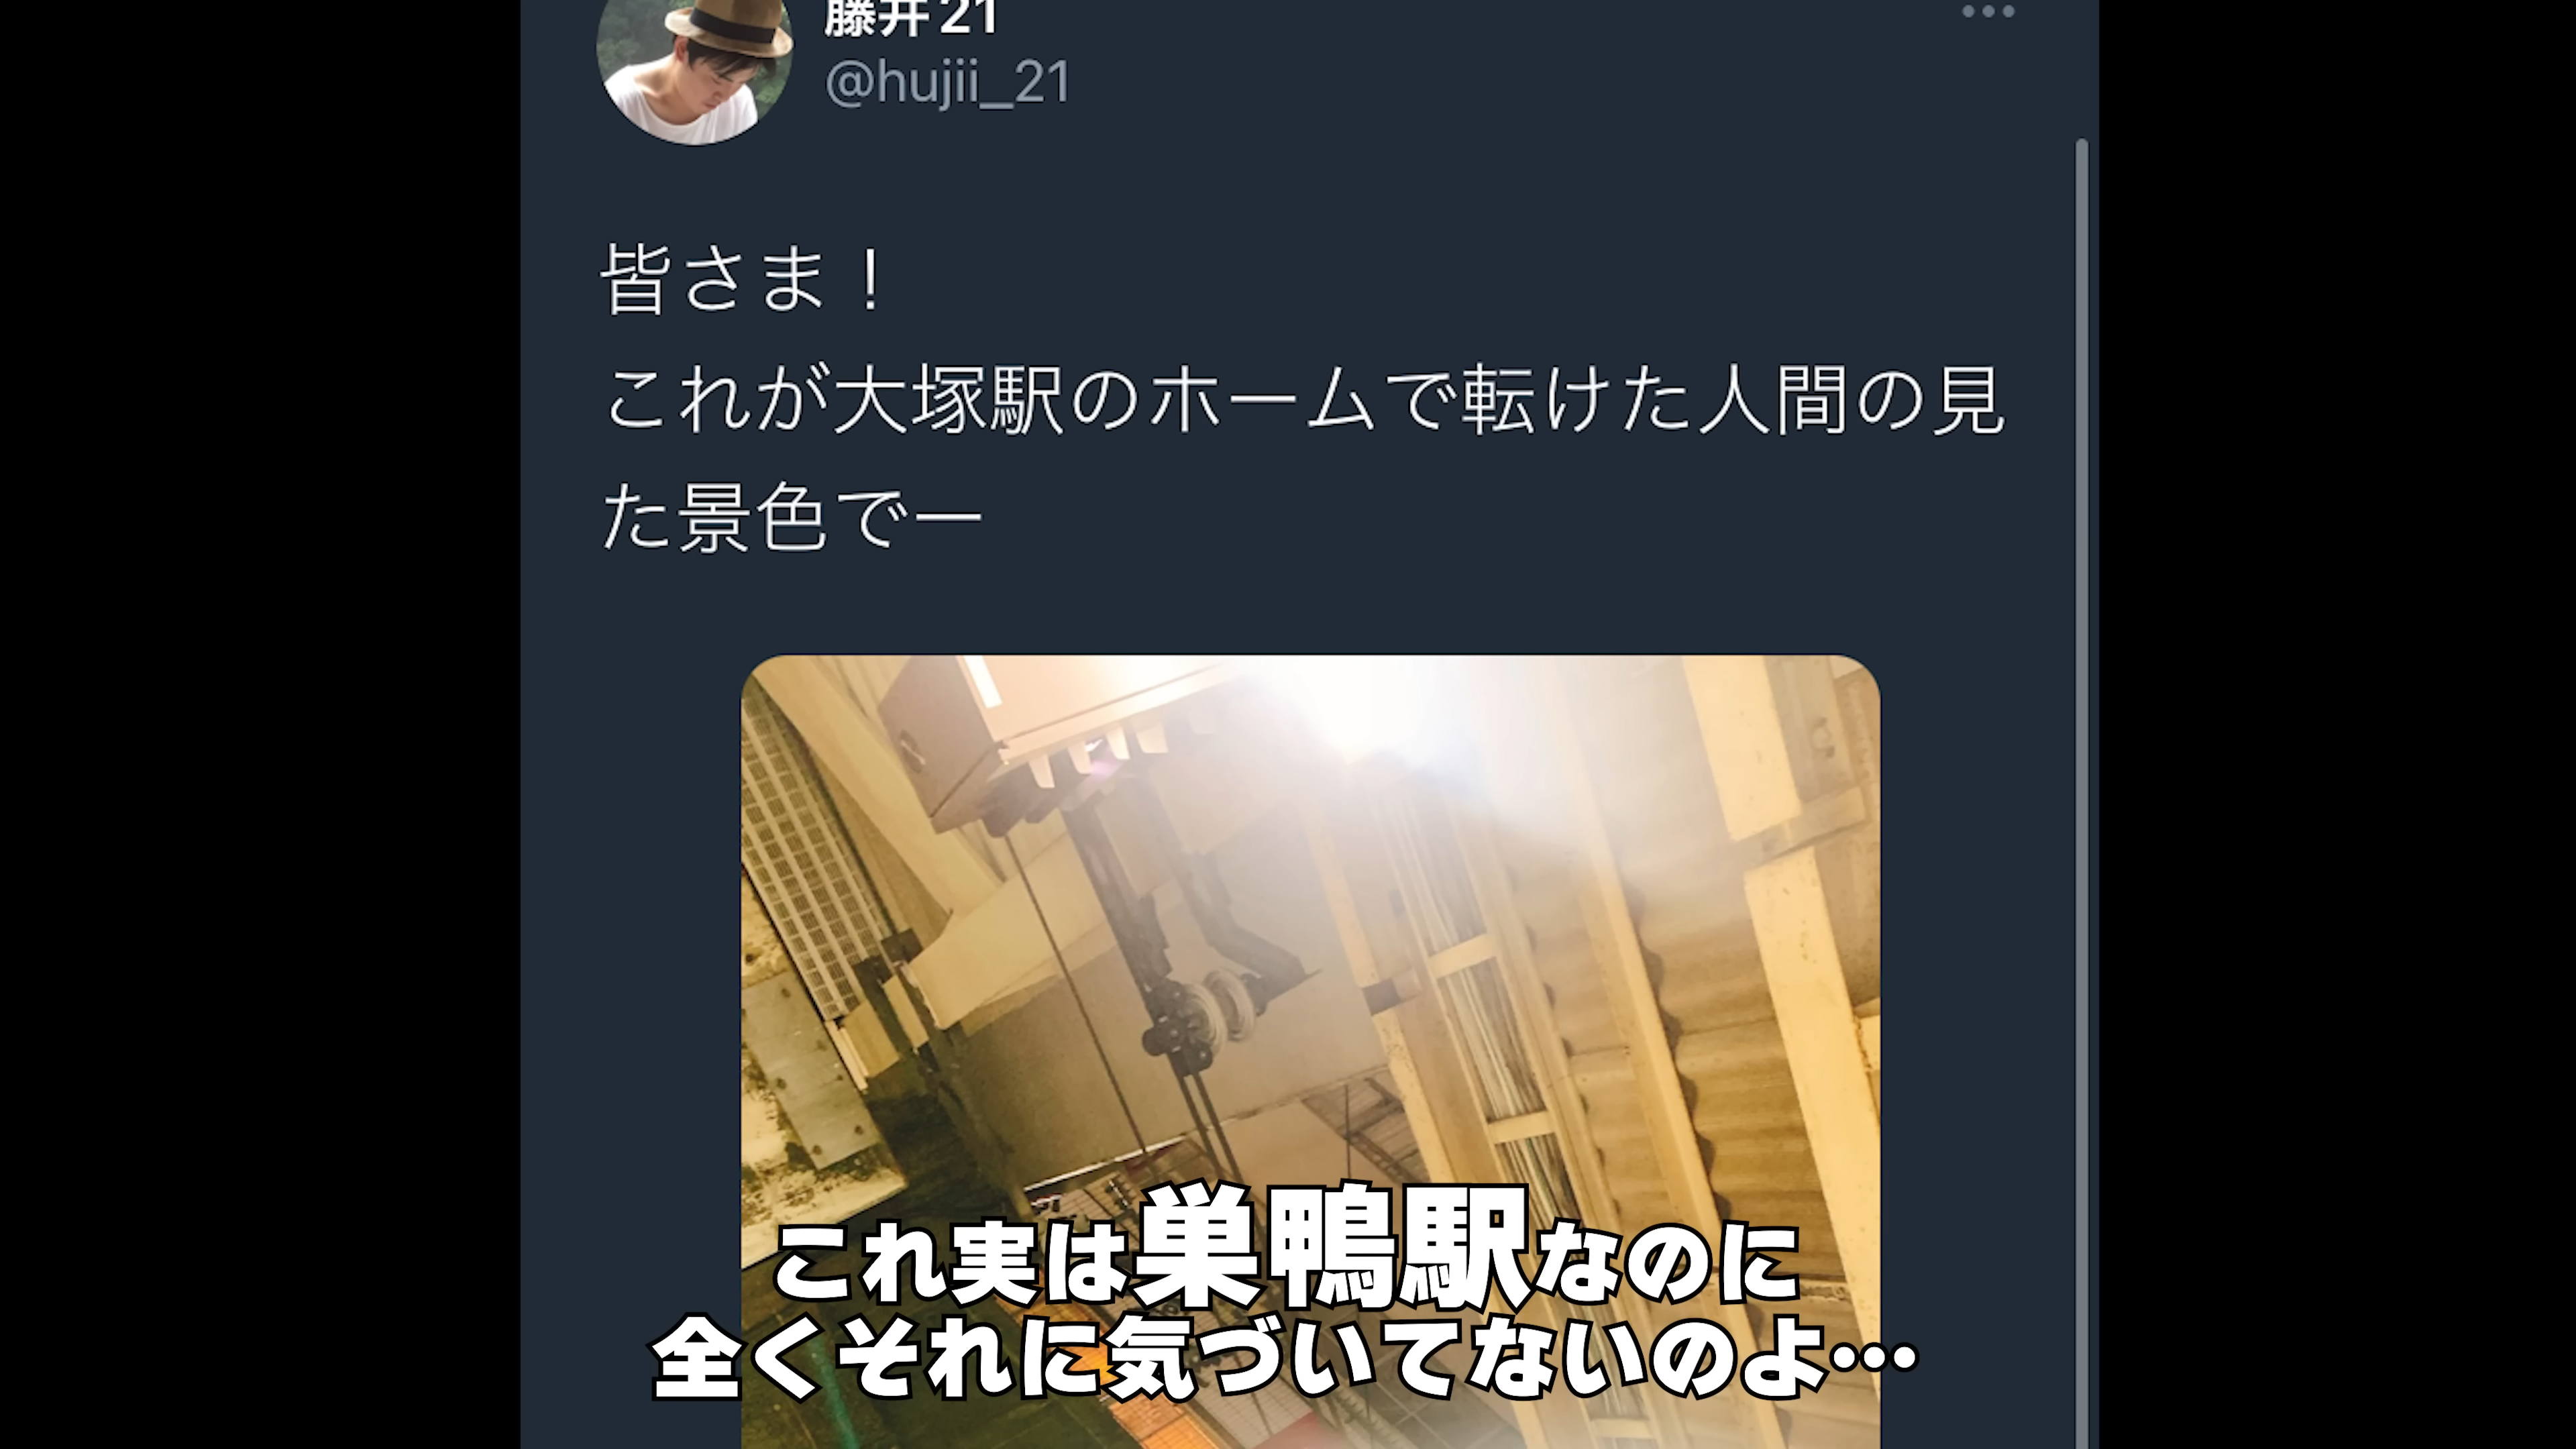 藤井21
@hujii_21
皆さま！
これが大塚駅のホームで転けた人間の見
た景色でー
これ実は巣鴨駅なのに
全くそれに気づいてないのよ…